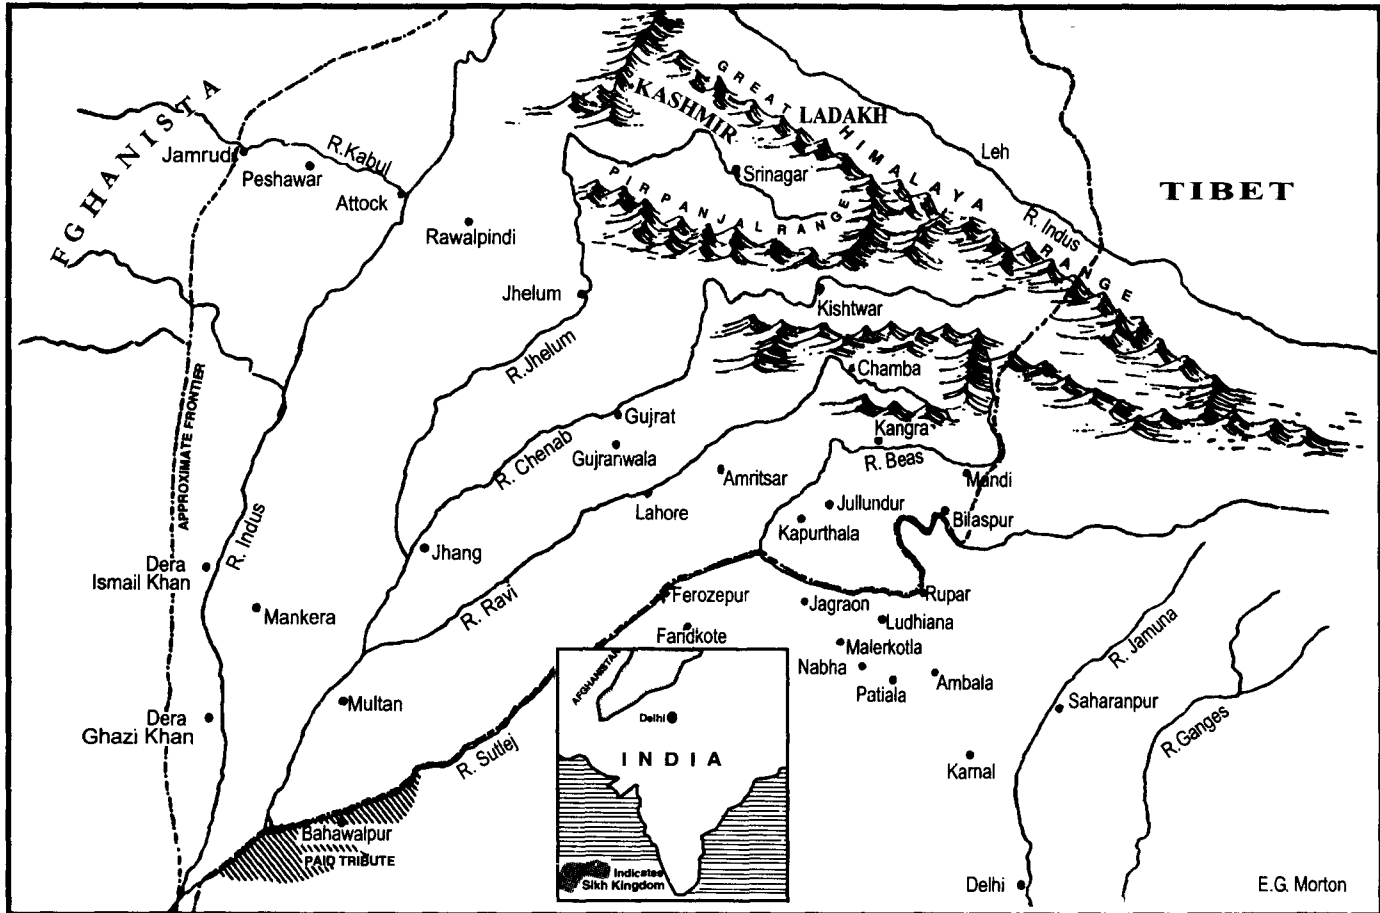 EGHANISTA
GREAT HIMALAYA RANGE
KASHMIR
LADAKH
Leh
TIBET
Jamrud
R.Kabul
Peshawar
Attock
Srinagar
PIR PANJAL RANGE
R. Indus
Rawalpindi
Jhelum
Kishtwar
R. Jhelum
Chamba
APPROXIMATE FRONTIER
Gujrat
Kangra
R. Chenab
Gujranwala
R. Beas
Amritsar
Mandi
Lahore
Jullundur
Kapurthala
Bilaspur
R. Indus
Jhang
Dera
Ismail Khan
Mankera
R. Ravi
Ferozepur
Jagraon
Rupar
Ludhiana
Faridkote
Malerkotla
Nabha
Patiala
Ambala
R. Jamuna
Saharanpur
Multan
Dera
Ghazi Khan
R. Sutlej
R.Ganges
Karnal
AFGHANISTAN
Delhi
INDIA
Indicates
Sikh Kingdom
Bahawalpur
PAID TRIBUTE
Delhi
E.G. Morton